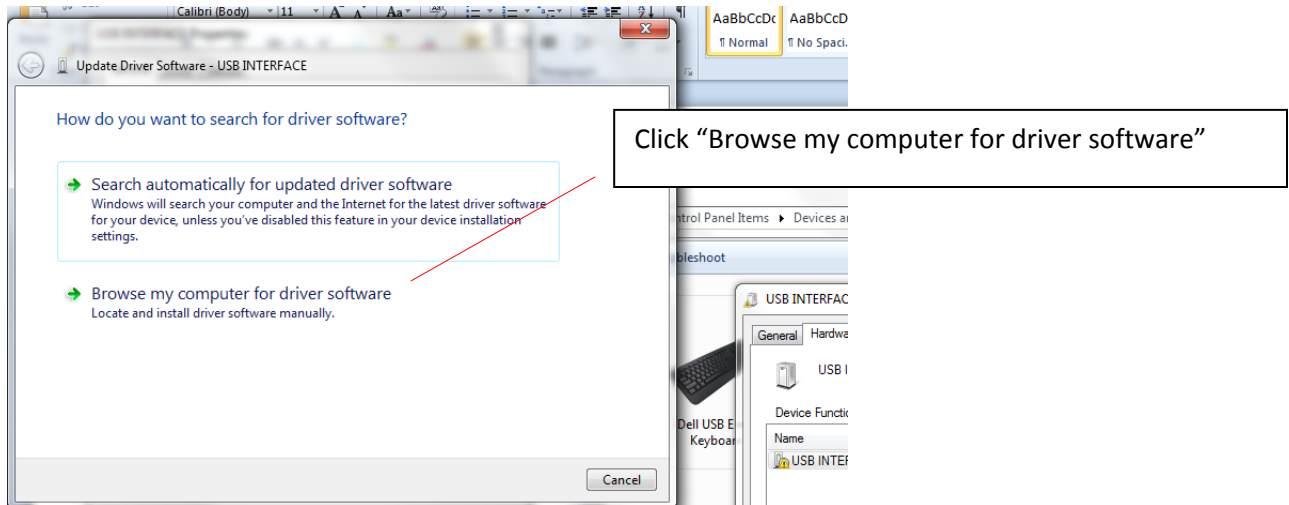 Calibri (Body) 11 A A Aa
AaBbCcDc AaBbCcD
¶ Normal ¶ No Spaci.
Update Driver Software - USB INTERFACE
How do you want to search for driver software?
Click “Browse my computer for driver software”
Search automatically for updated driver software
Windows will search your computer and the Internet for the latest driver software
for your device, unless you've disabled this feature in your device installation
settings.
ntrol Panel Items Devices a
bleshoot
Browse my computer for driver software
Locate and install driver software manually.
USB INTERFAC
General Hardwa
USB I
Dell USB E
Keyboar
Device Functio
Name
USB INTER
Cancel